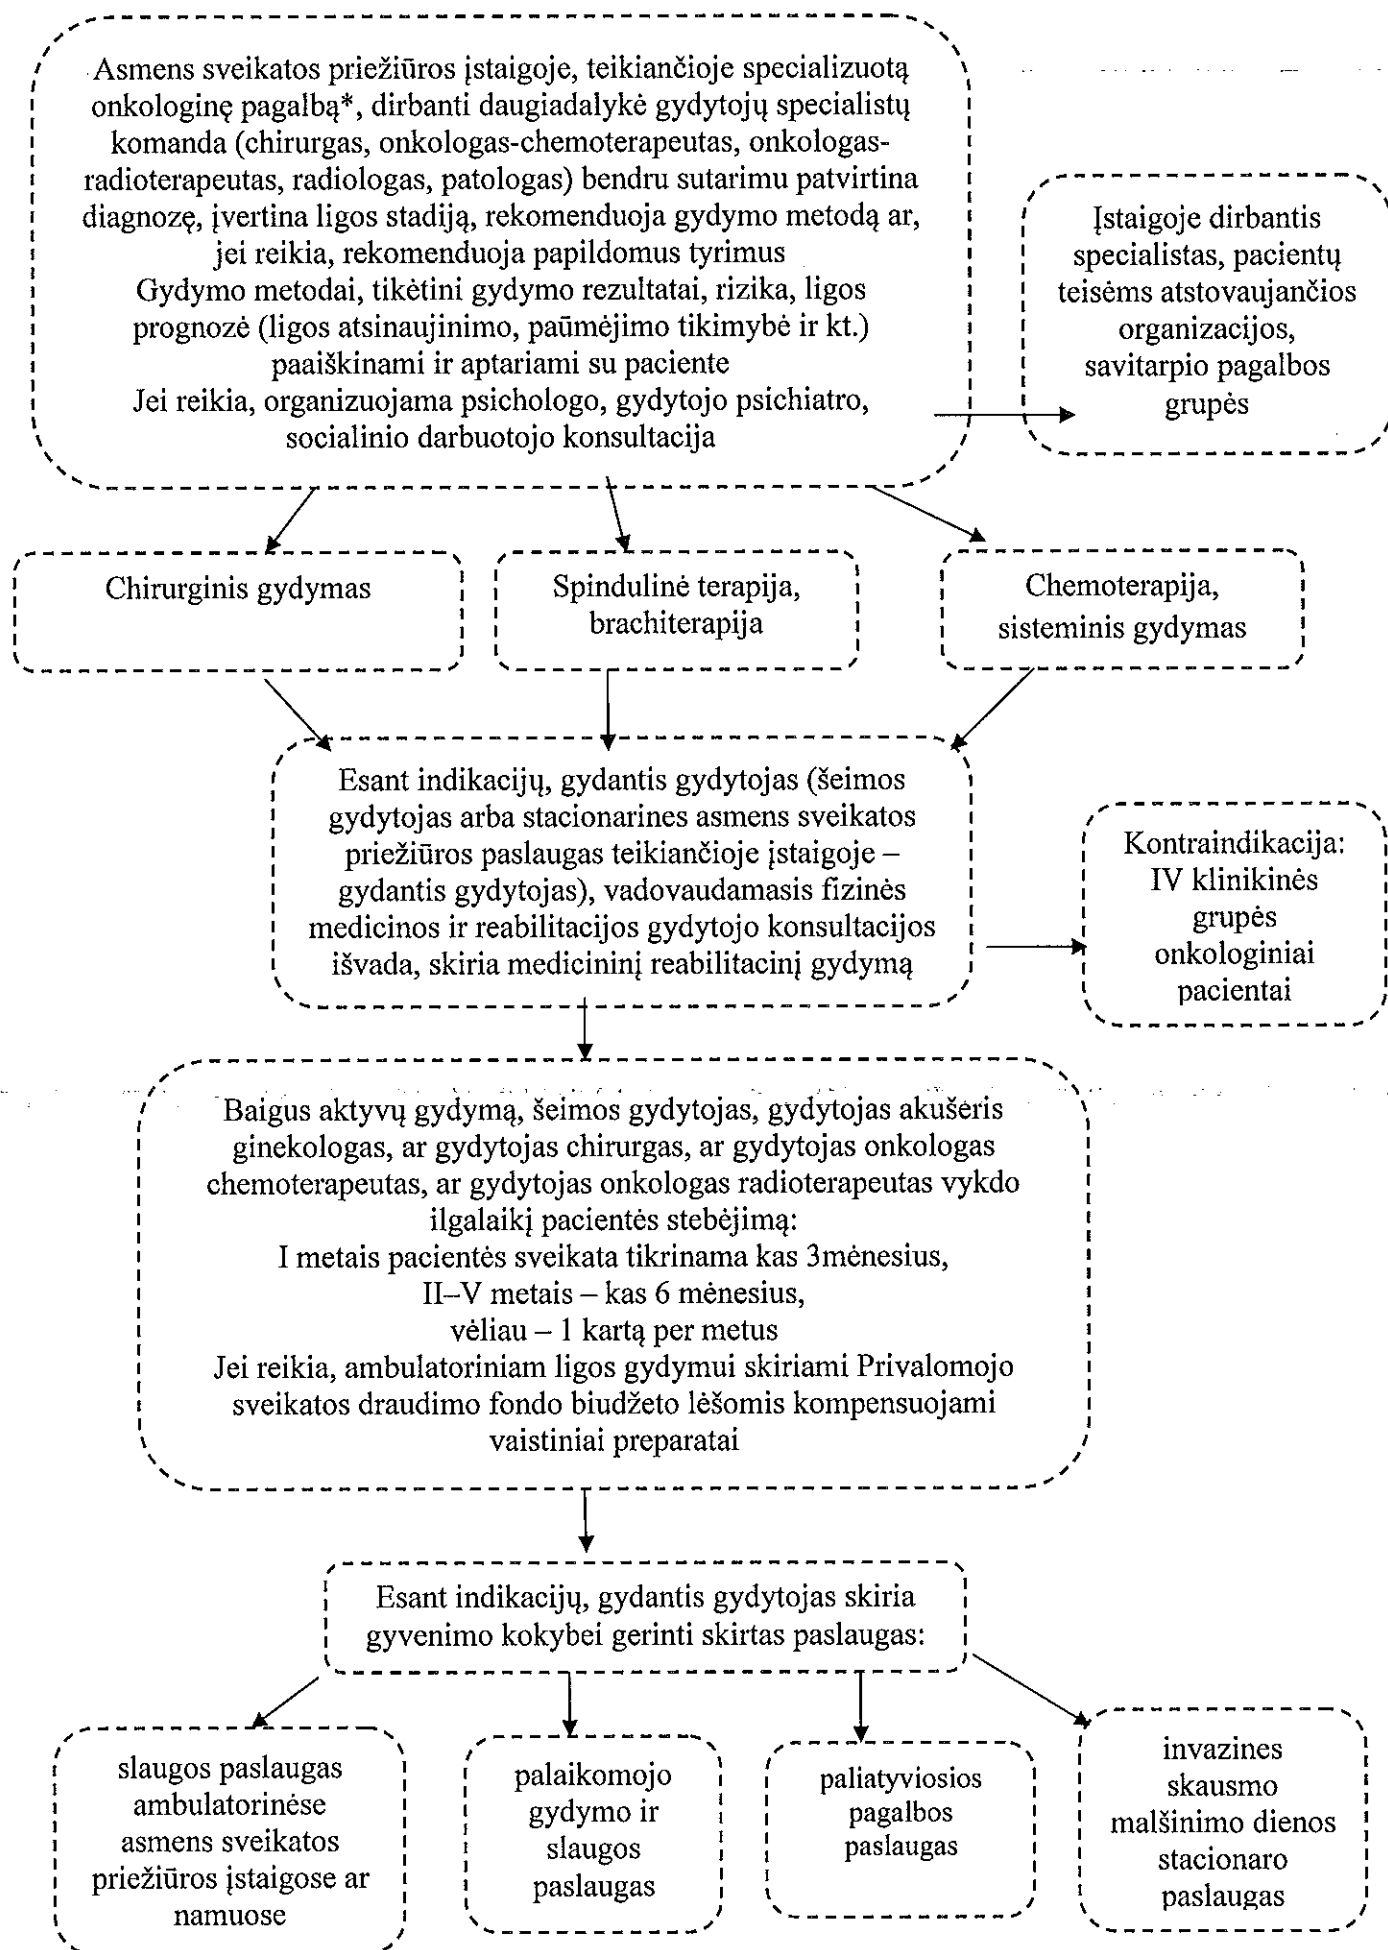 Asmens sveikatos priežiūros įstaigoje, teikiančioje specializuotą
onkologinę pagalbą*, dirbanti daugiadalykė gydytojų specialistų
komanda (chirurgas, onkologas-chemoterapeutas, onkologas-
radioterapeutas, radiologas, patologas) bendru sutarimu patvirtina
diagnozę, įvertina ligos stadiją, rekomenduoja gydymo metodą ar,
jei reikia, rekomenduoja papildomus tyrimus
Gydymo metodai, tikėtini gydymo rezultatai, rizika, ligos
prognozė (ligos atsinaujinimo, paūmėjimo tikimybė ir kt.)
paaiškinami ir aptariami su paciente
Jei reikia, organizuojama psichologo, gydytojo psichiatro,
socialinio darbuotojo konsultacija
Įstaigoje dirbantis
specialistas, pacientų
teisėms atstovaujančios
organizacijos,
savitarpio pagalbos
grupės
Chirurginis gydymas
Spindulinė terapija,
brachiterapija
Chemoterapija,
sisteminis gydymas
Esant indikacijų, gydantis gydytojas (šeimos
gydytojas arba stacionarines asmens sveikatos
priežiūros paslaugas teikiančioje įstaigoje –
gydantis gydytojas), vadovaudamasis fizinės
medicinos ir reabilitacijos gydytojo konsultacijos
išvada, skiria medicininį reabilitacinį gydymą
Kontraindikacija:
IV klinikinės
grupės
onkologiniai
pacientai
Baigus aktyvų gydymą, šeimos gydytojas, gydytojas akušeris
ginekologas, ar gydytojas chirurgas, ar gydytojas onkologas
chemoterapeutas, ar gydytojas onkologas radioterapeutas vykdo
ilgalaikį pacientės stebėjimą:
I metais pacientės sveikata tikrinama kas 3mėnesius,
II–V metais – kas 6 mėnesius,
vėliau – 1 kartą per metus
Jei reikia, ambulatoriniam ligos gydymui skiriami Privalomojo
sveikatos draudimo fondo biudžeto lėšomis kompensuojami
vaistiniai preparatai
Esant indikacijų, gydantis gydytojas skiria
gyvenimo kokybei gerinti skirtas paslaugas:
slaugos paslaugas
ambulatorinėse
asmens sveikatos
priežiūros įstaigose ar
namuose
palaikomojo
gydymo ir
slaugos
paslaugas
paliatyviosios
pagalbos
paslaugas
invazines
skausmo
malšinimo dienos
stacionaro
paslaugas